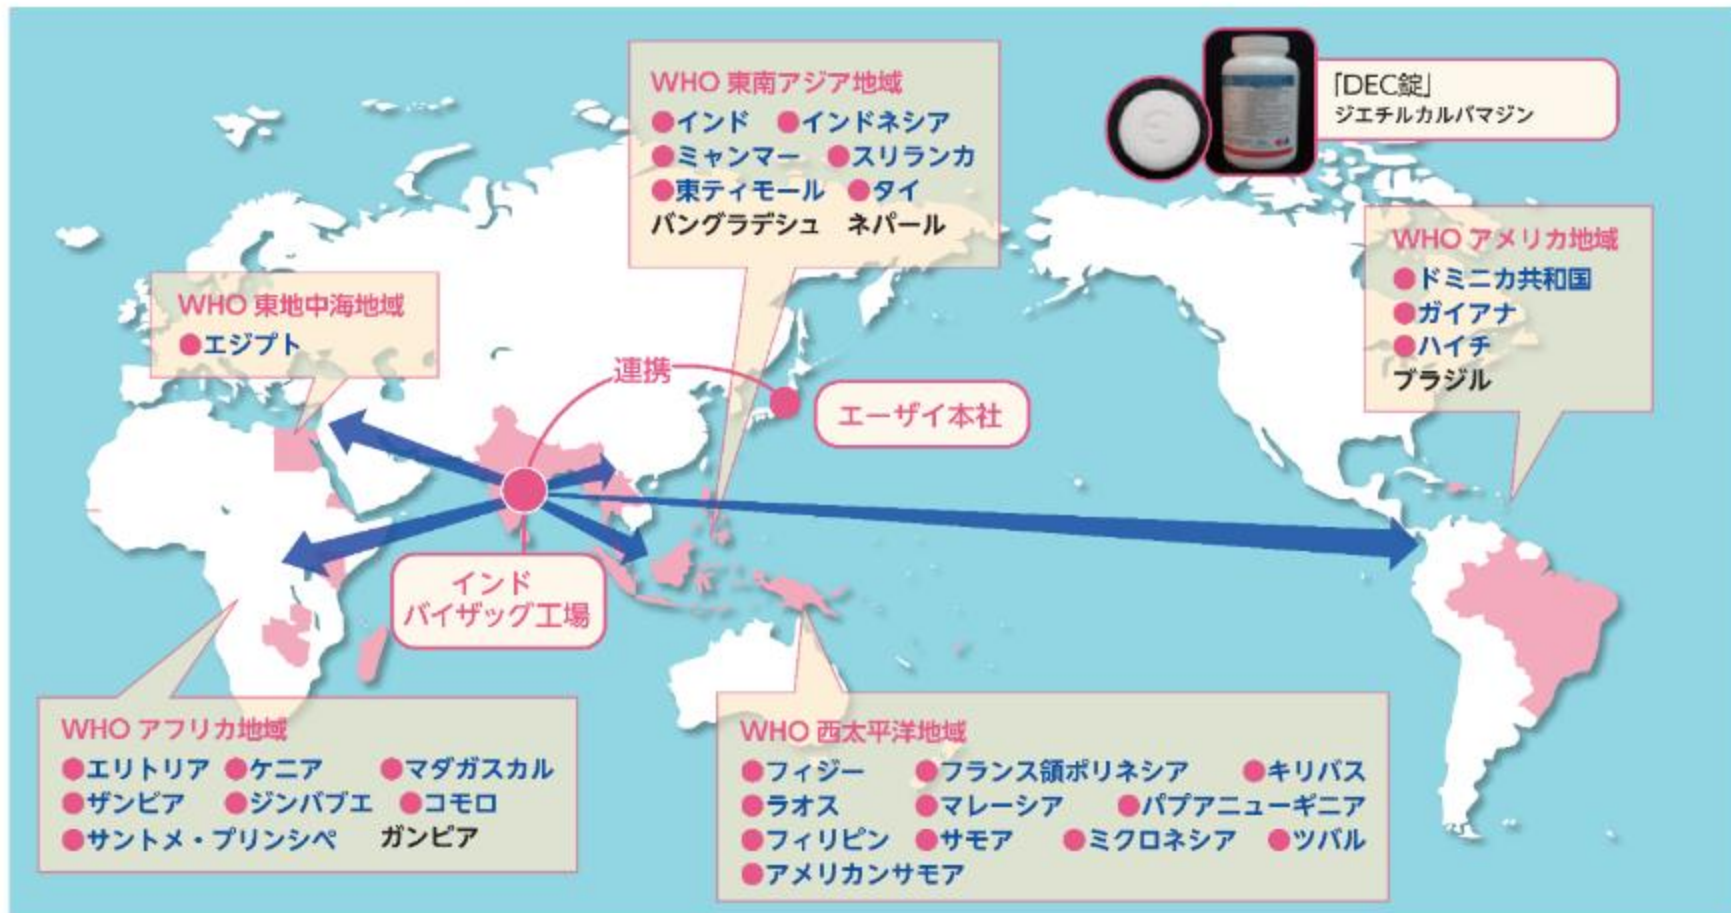 WHO 東南アジア地域
●インド ●インドネシア
●ミャンマー ●スリランカ
●東ティモール ●タイ
バングラデシュ ネパール
「DEC錠」
ジエチルカルバマジン
WHO アメリカ地域
●ドミニカ共和国
●ガイアナ
●ハイチ
ブラジル
WHO 東地中海地域
●エジプト
連携
エーザイ本社
インド
バイザッグ工場
WHO アフリカ地域
●エリトリア ●ケニア ●マダガスカル
●ザンビア ●ジンバブエ ●コモロ
●サントメ・プリンシペ ガンビア
WHO 西太平洋地域
●フィジー ●フランス領ポリネシア ●キリバス
●ラオス ●マレーシア ●パプアニューギニア
●フィリピン ●サモア ●ミクロネシア ●ツバル
●アメリカンサモア